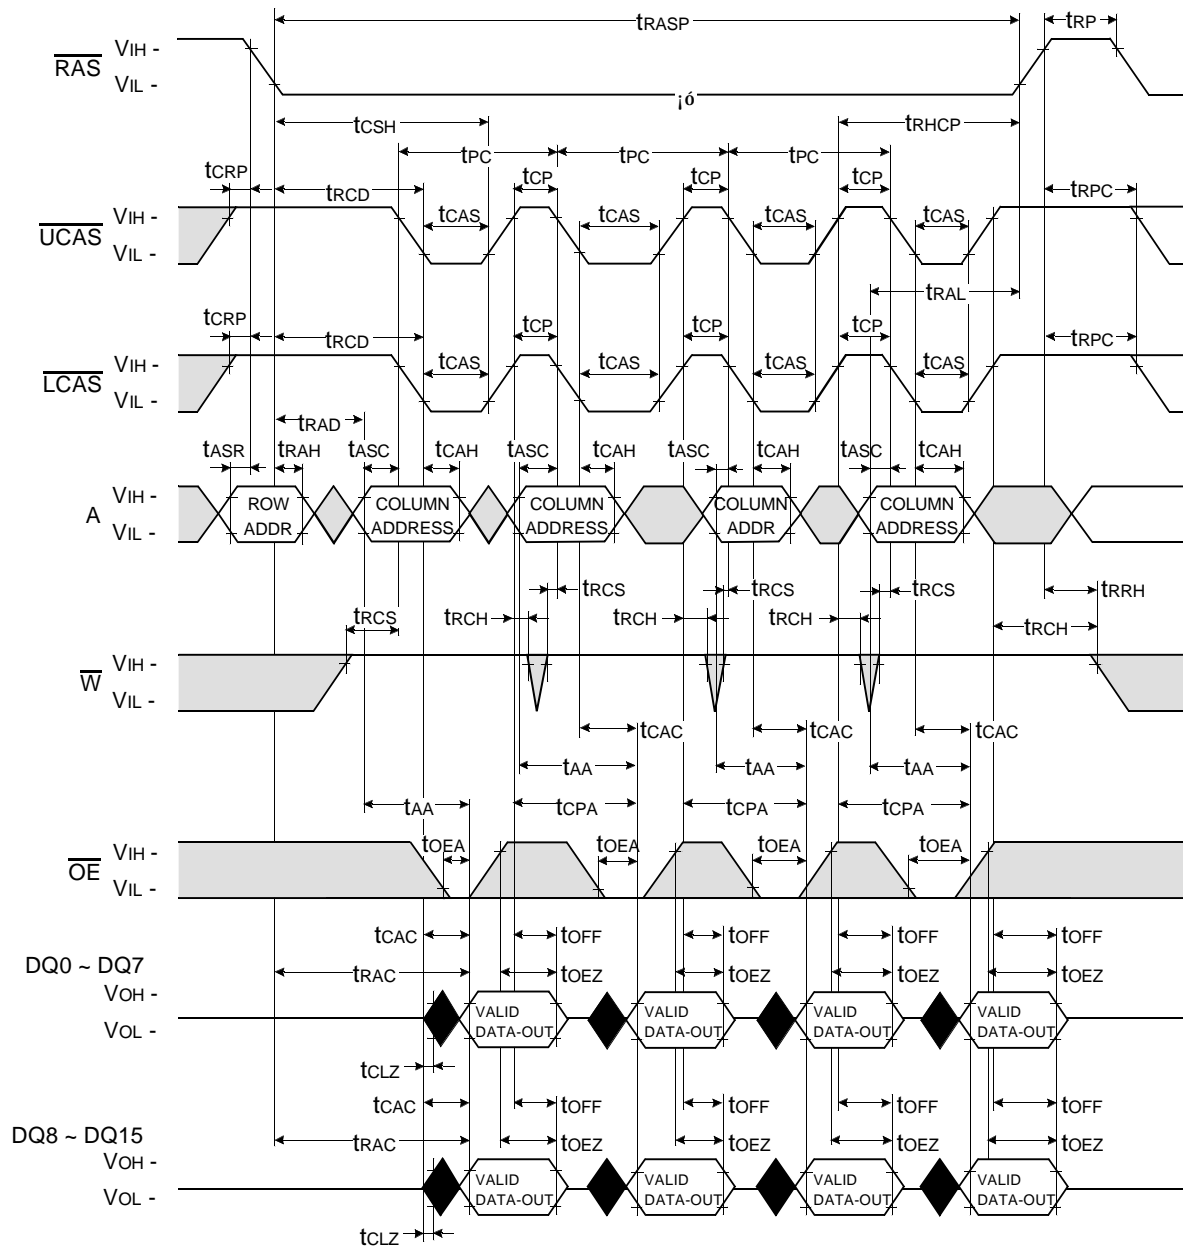 tRASP tRP
RAS VIH -
VIL -
¡ó
tCSH tRHCP
tPC tPC tPC
tCRP tRCD tCP tCP tCP tRPC
UCAS VIH -
VIL -
tCAS tCAS tCAS tCAS
tRAL
tCRP tRCD tCP tCP tCP tRPC
LCAS VIH -
VIL -
tCAS tCAS tCAS tCAS
tRAD
tASR tRAH tASC tCAH tASC tCAH tASC tCAH tASC tCAH
A VIH -
VIL -
ROW ADDR
COLUMN ADDRESS
COLUMN ADDRESS
COLUMN ADDR
COLUMN ADDRESS
tRCS tRCS tRCS tRRH
tRCH tRCH tRCH tRCH
W VIH -
VIL -
tCAC tCAC tCAC
tAA tAA tAA
tAA tCPA tCPA tCPA
tOEA tOEA tOEA tOEA
OE VIH -
VIL -
tCAC tOFF tOFF tOFF tOFF
DQ0 ~ DQ7
tRAC tOEZ tOEZ tOEZ tOEZ
VOH -
VOL -
VALID DATA-OUT
VALID DATA-OUT
VALID DATA-OUT
VALID DATA-OUT
tCLZ
tCAC tOFF tOFF tOFF tOFF
DQ8 ~ DQ15
tRAC tOEZ tOEZ tOEZ tOEZ
VOH -
VOL -
VALID DATA-OUT
VALID DATA-OUT
VALID DATA-OUT
VALID DATA-OUT
tCLZ